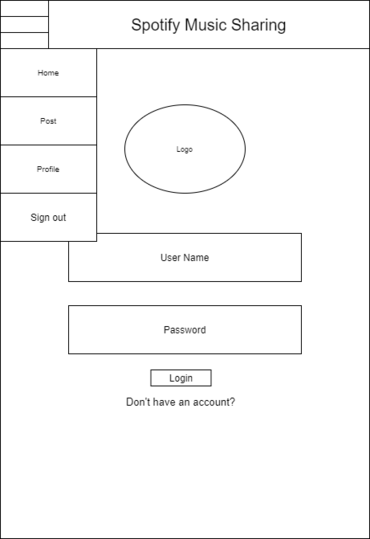 Spotify Music Sharing
Home
Post
Profile
Sign out
Logo
User Name
Password
Login
Don't have an account?